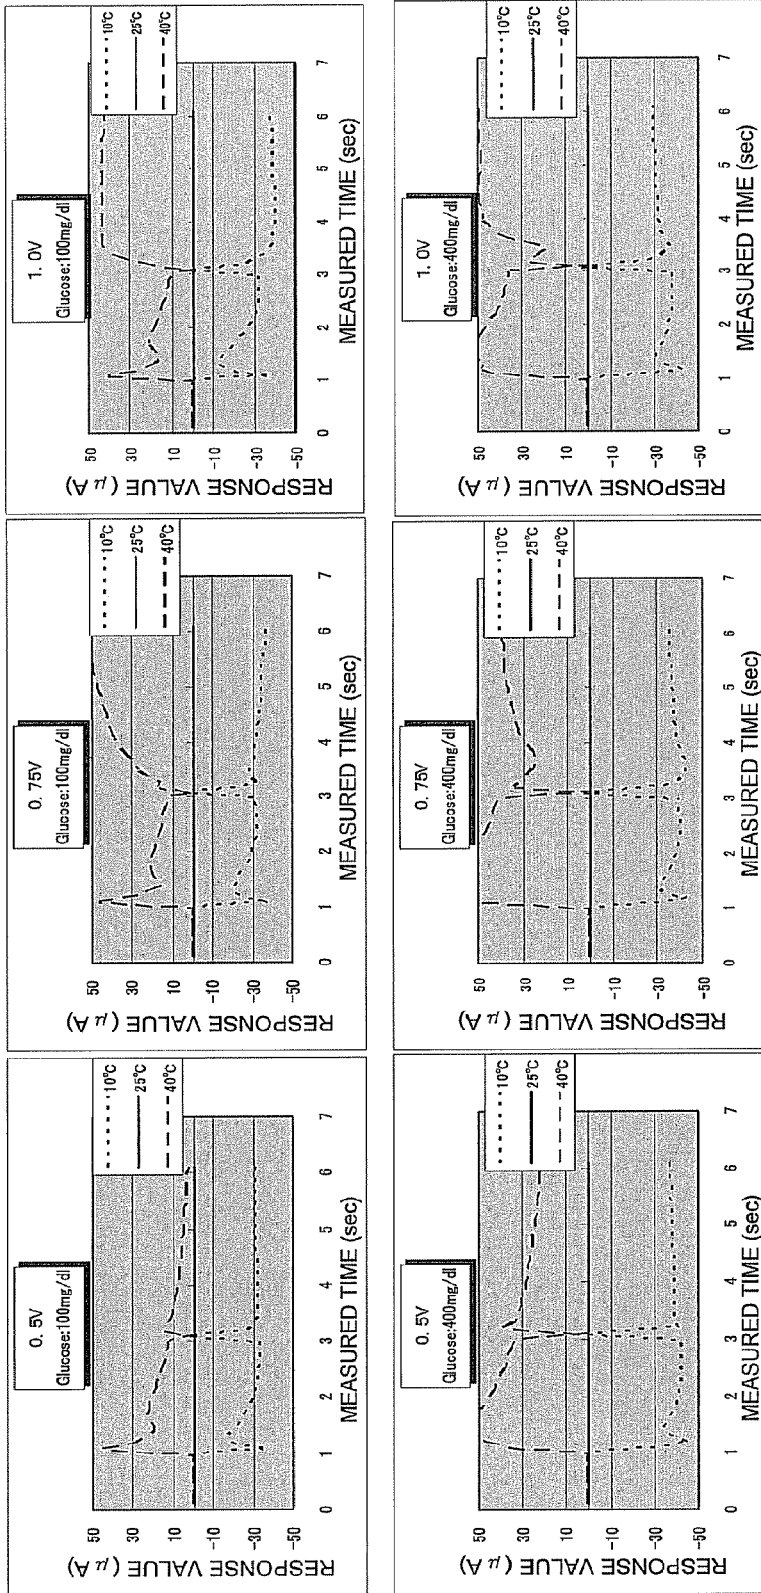 0. 5V
Glucose:100mg/dl
10℃
25℃
40℃
RESPONSE VALUE (μA)
50
30
10
-10
-30
-50
0 1 2 3 4 5 6 7
MEASURED TIME (sec)
0. 75V
Glucose:100mg/dl
10℃
25℃
40℃
RESPONSE VALUE (μA)
50
30
10
-10
-30
-50
0 1 2 3 4 5 6 7
MEASURED TIME (sec)
1. 0V
Glucose:100mg/dl
10℃
25℃
40℃
RESPONSE VALUE (μA)
50
30
10
-10
-30
-50
0 1 2 3 4 5 6 7
MEASURED TIME (sec)
0. 5V
Glucose:400mg/dl
10℃
25℃
40℃
RESPONSE VALUE (μA)
50
30
10
-10
-30
-50
0 1 2 3 4 5 6 7
MEASURED TIME (sec)
0. 75V
Glucose:400mg/dl
10℃
25℃
40℃
RESPONSE VALUE (μA)
50
30
10
-10
-30
-50
0 1 2 3 4 5 6 7
MEASURED TIME (sec)
1. 0V
Glucose:400mg/dl
10℃
25℃
40℃
RESPONSE VALUE (μA)
50
30
10
-10
-30
-50
0 1 2 3 4 5 6 7
MEASURED TIME (sec)